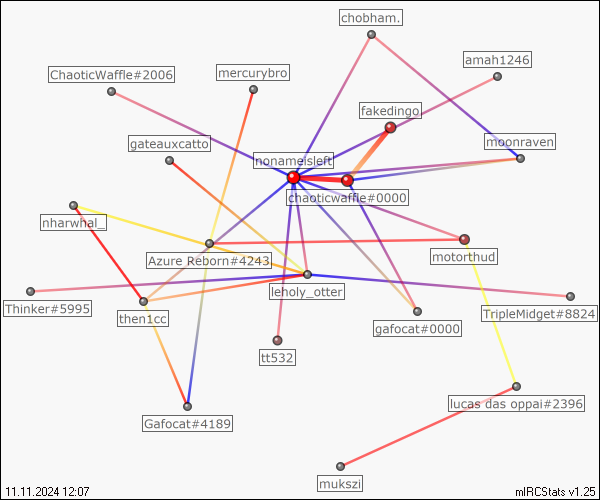 chobham.
amah1246
ChaoticWaffle#2006
mercurybro
fakedingo
gateauxcatto
moonraven
nonameisleft
chaoticwaffle#0000
nharwhal_
motorthud
Azure Reborn#4243
leholy_otter
Thinker#5995
then1cc
TripleMidget#8824
gafocat#0000
tt532
lucas das oppai#2396
Gafocat#4189
mukszi
11.11.2024 12:07
mIRCStats v1.25